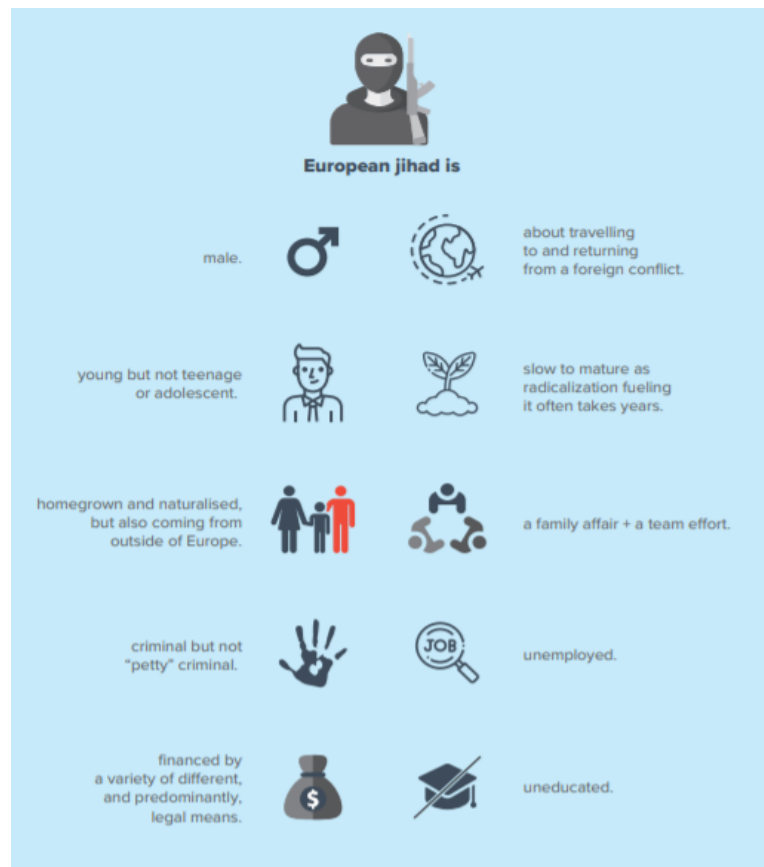 European jihad is
male.
about travelling
to and returning
from a foreign conflict.
young but not teenage
or adolescent.
slow to mature as
radicalization fueling
it often takes years.
homegrown and naturalised,
but also coming from
outside of Europe.
a family affair + a team effort.
criminal but not
"petty" criminal.
JOB
unemployed.
financed by
a variety of different,
and predominantly,
legal means.
$
uneducated.